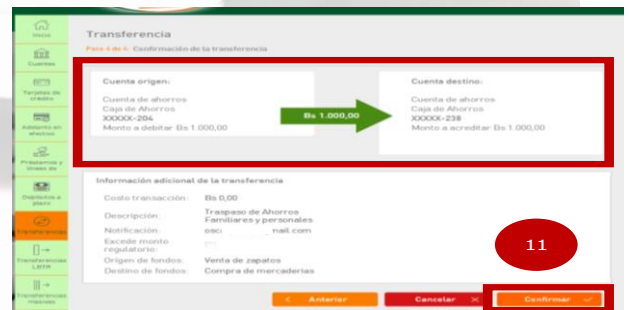 Inicio
Cuentas
Tarjetas de
crédito
Adelanto en
efectivo
Préstamos y
líneas de
Depósitos a
plazo
Transferencias
Transferencias
LBTR
Transferencias
masivas
Transferencia
Paso 4 de 4: Confirmación de la transferencia
Cuenta origen:
Cuenta de ahorros
Caja de Ahorros
XXXXX-204
Monto a debitar Bs 1.000,00
Bs 1.000,00
Cuenta destino:
Cuenta de ahorros
Caja de Ahorros
XXXXX-238
Monto a acreditar Bs 1.000,00
Información adicional de la transferencia
Costo transacción: Bs 0,00
Descripción: Traspaso de Ahorros
Familiares y personales
Notificación: osc mail.com
Excede monto
regulatorio:
Origen de fondos: Venta de zapatos
Destino de fondos: Compra de mercaderías
11
Anterior
Cancelar
Confirmar